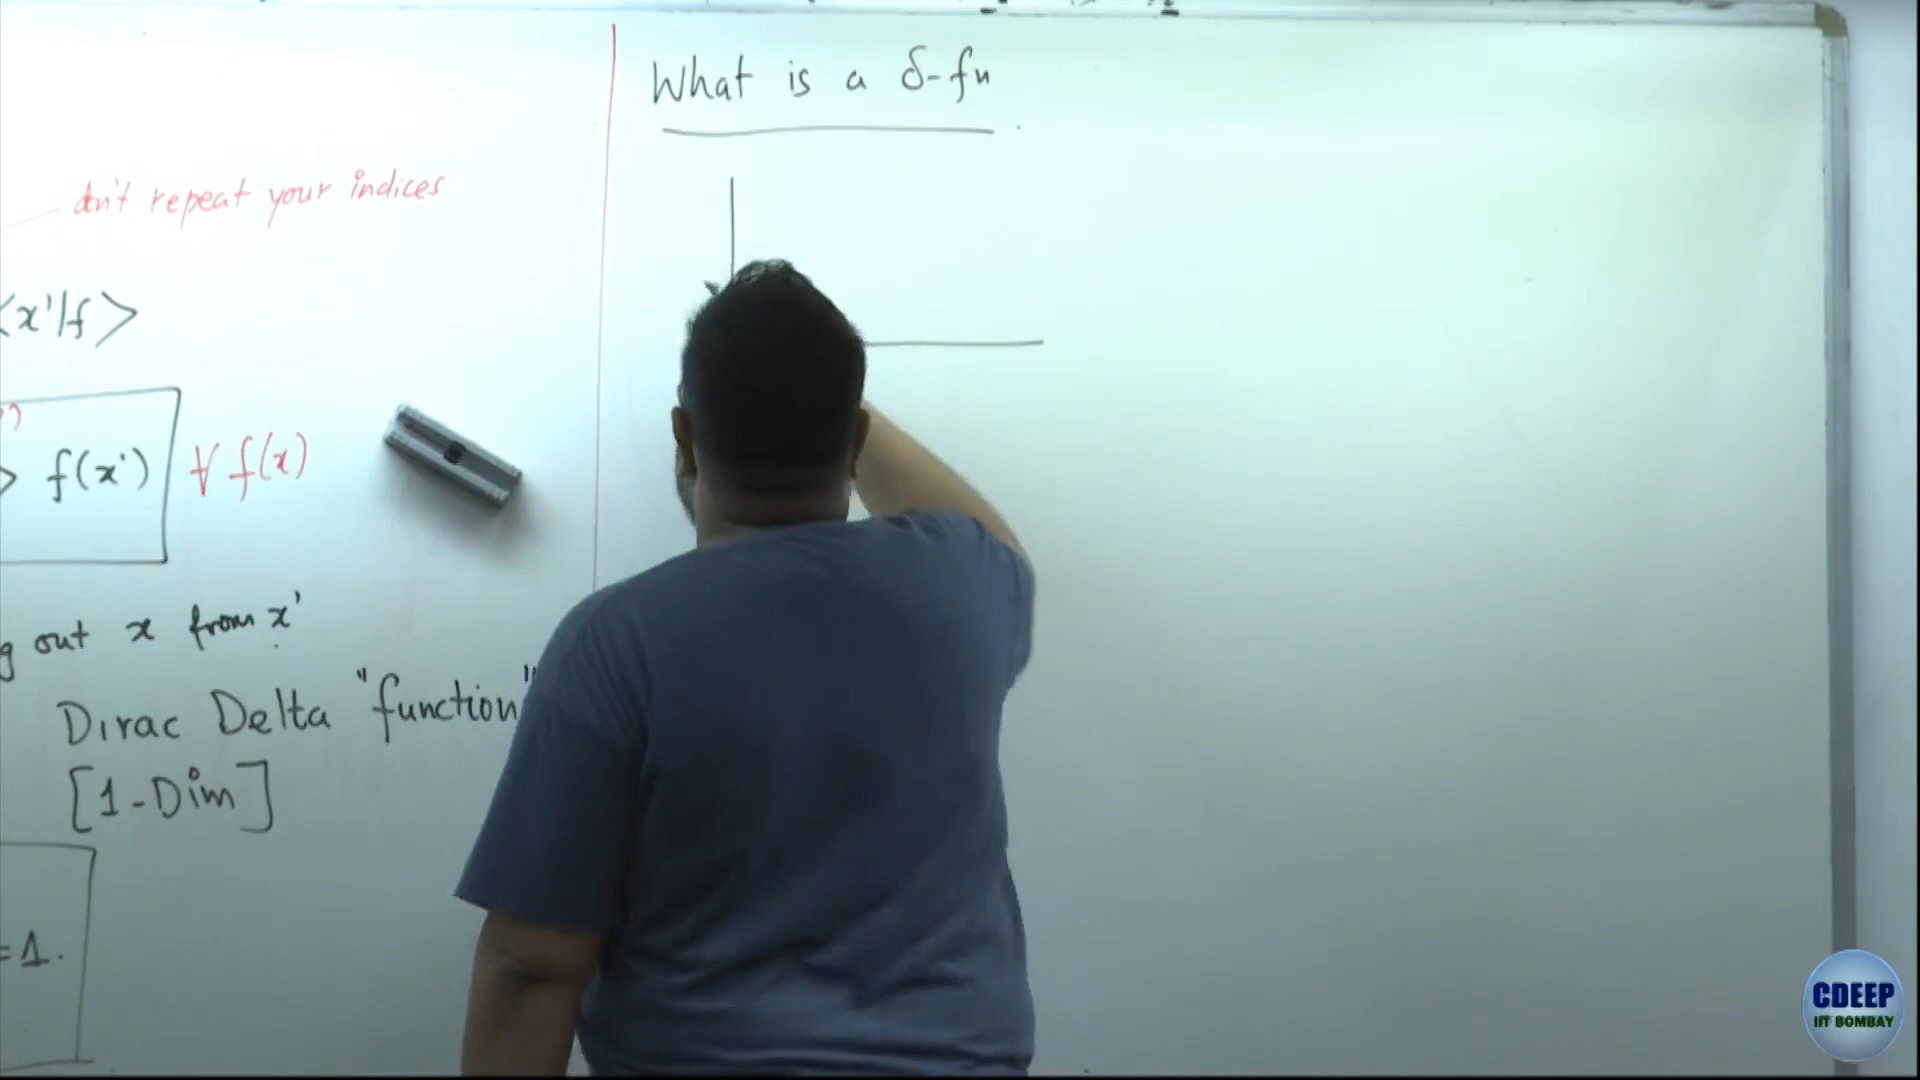 don't repeat your indices
<x'|f>
> f(x') ∀ f(x)
g out x from x'
Dirac Delta "function"
[1-Dim]
=1.
What is a δ-fn
CDEEP
IIT BOMBAY